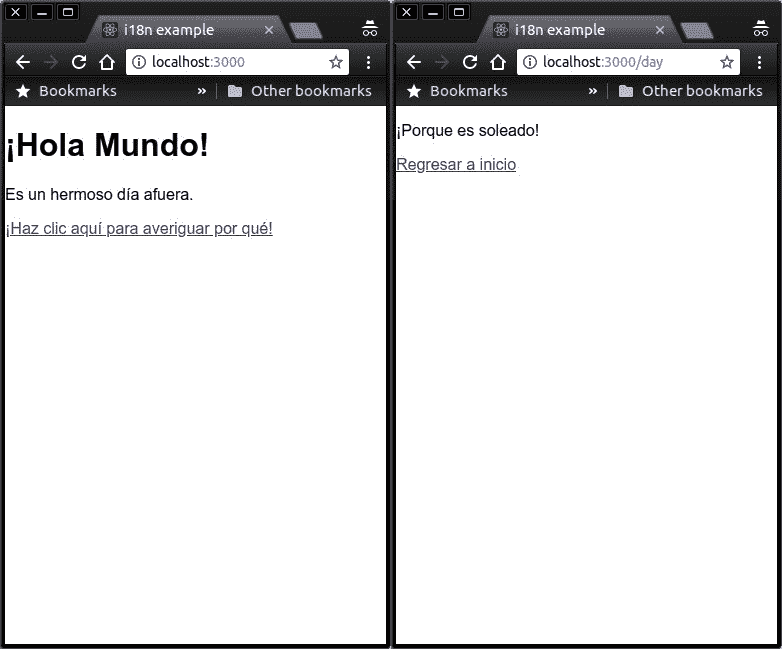 i18n example
localhost:3000
Bookmarks » Other bookmarks
¡Hola Mundo!
Es un hermoso día afuera.
¡Haz clic aquí para averiguar por qué!
i18n example
localhost:3000/day
Bookmarks » Other bookmarks
¡Porque es soleado!
Regresar a inicio